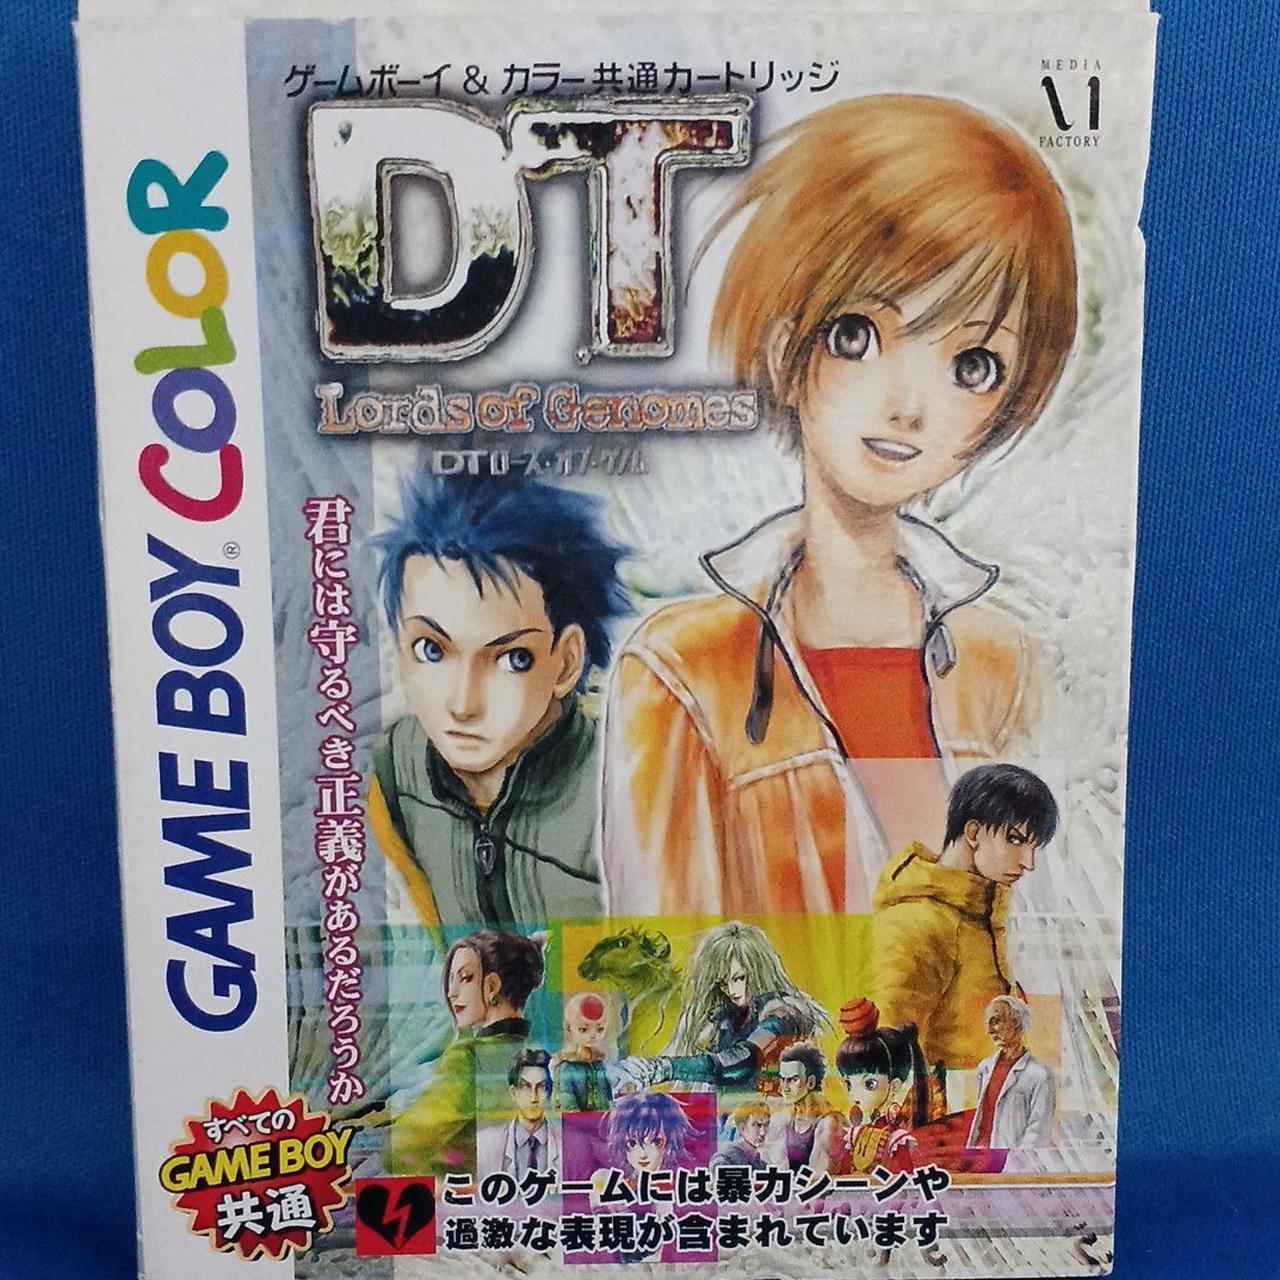 ゲームボーイ & カラー共通カートリッジ
MEDIA
FACTORY
DT
Lords of Genomes
DTロース・オブ・ゲノム
君には守るべき正義があるだろうか
GAME BOY COLOR®
すべての
GAME BOY
共通
このゲームには暴力シーンや
過激な表現が含まれています